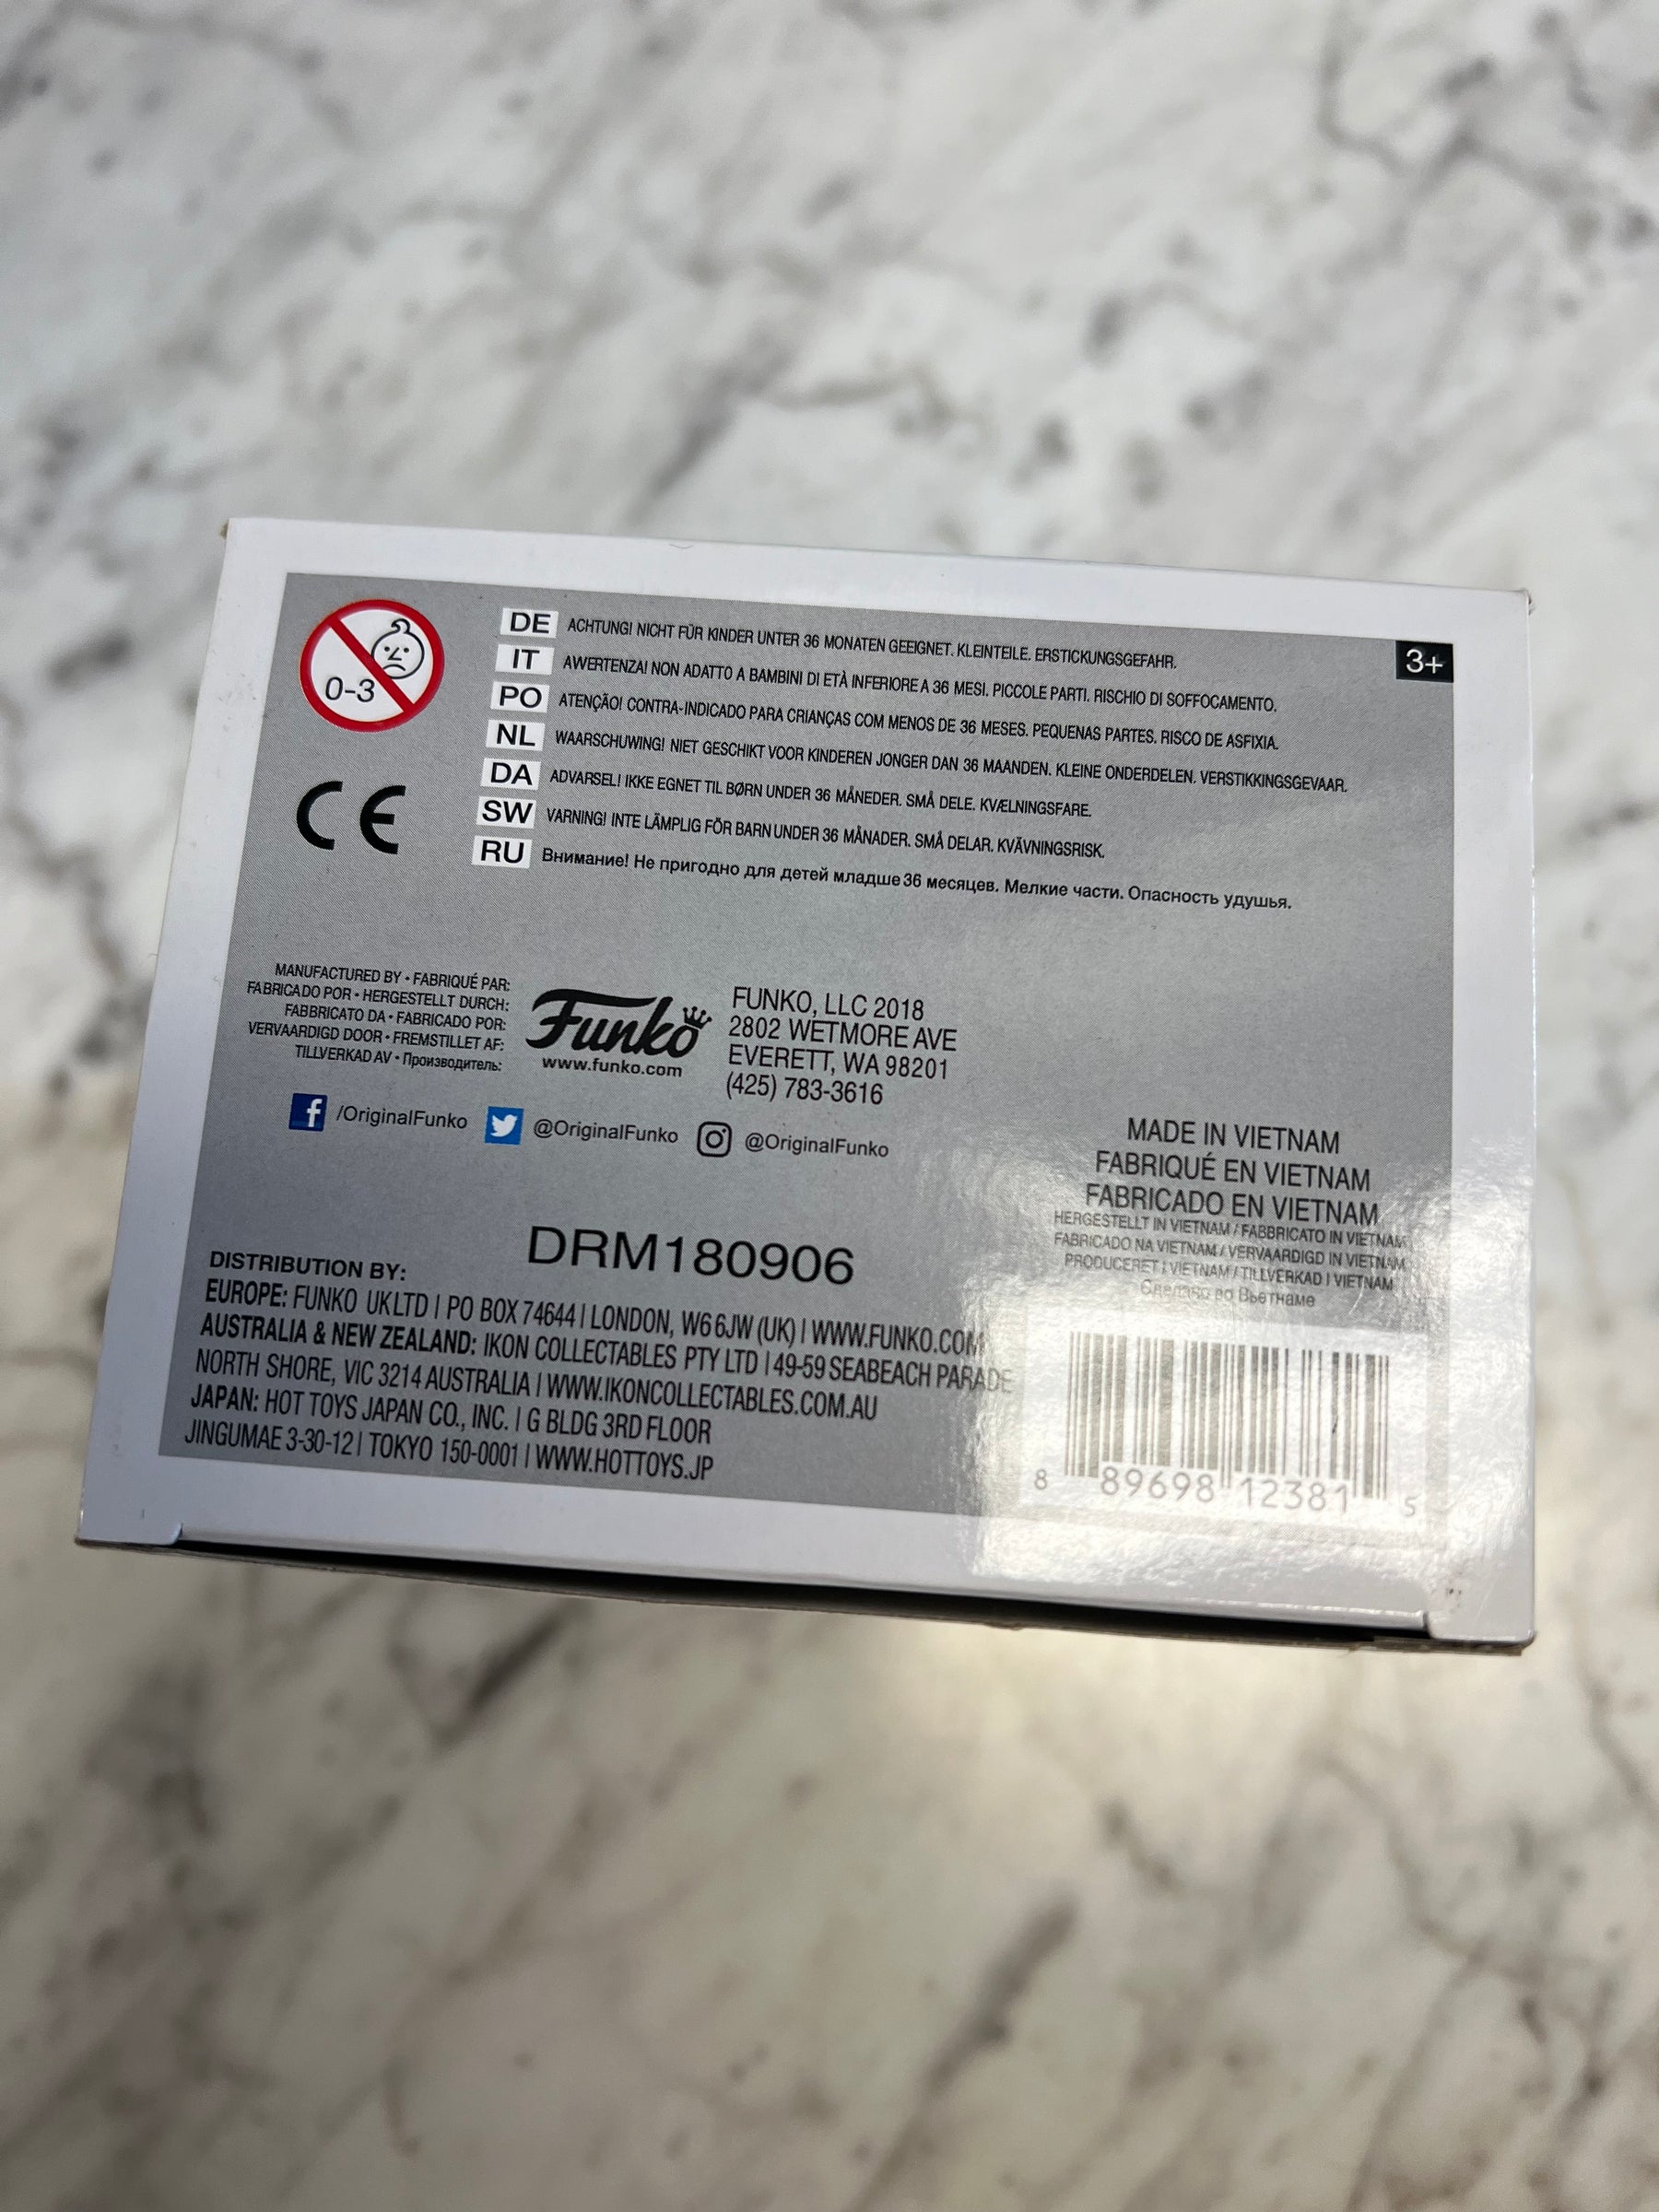 0-3
DE ACHTUNG! NICHT FÜR KINDER UNTER 36 MONATEN GEEIGNET. KLEINTEILE. ERSTICKUNGSGEFAHR.
3+
IT AWERTENZA! NON ADATTO A BAMBINI DI ETÀ INFERIORE A 36 MESI. PICCOLE PARTI. RISCHIO DI SOFFOCAMENTO.
PO ATENÇÃO! CONTRA-INDICADO PARA CRIANÇAS COM MENOS DE 36 MESES. PEQUENAS PARTES. RISCO DE ASFIXIA.
NL WAARSCHUWING! NIET GESCHIKT VOOR KINDEREN JONGER DAN 36 MAANDEN. KLEINE ONDERDELEN. VERSTIKKINGSGEVAAR.
DA ADVARSEL! IKKE EGNET TIL BØRN UNDER 36 MÅNEDER. SMÅ DELE. KVÆLNINGSFARE.
SW VARNING! INTE LÄMPLIG FÖR BARN UNDER 36 MÅNADER. SMÅ DELAR. KVÄVNINGSRISK.
RU Внимание! Не пригодно для детей младше 36 месяцев. Мелкие части. Опасность удушья.
CE
MANUFACTURED BY • FABRIQUÉ PAR:
FABRICADO POR • HERGESTELLT DURCH:
FABBRICATO DA • FABRICADO POR:
VERVAARDIGD DOOR • FREMSTILLET AF:
TILLVERKAD AV • Производитель:
Funko
www.funko.com
FUNKO, LLC 2018
2802 WETMORE AVE
EVERETT, WA 98201
(425) 783-3616
/OriginalFunko @OriginalFunko @OriginalFunko
MADE IN VIETNAM
FABRIQUÉ EN VIETNAM
FABRICADO EN VIETNAM
HERGESTELLT IN VIETNAM / FABBRICATO IN VIETNAM
FABRICADO NA VIETNAM / VERVAARDIGD IN VIETNAM
PRODUCERET I VIETNAM / TILLVERKAD I VIETNAM
Сделано во Вьетнаме
DRM180906
DISTRIBUTION BY:
EUROPE: FUNKO UK LTD | PO BOX 74644 | LONDON, W6 6JW (UK) | WWW.FUNKO.COM
AUSTRALIA & NEW ZEALAND: IKON COLLECTABLES PTY LTD | 49-59 SEABEACH PARADE
NORTH SHORE, VIC 3214 AUSTRALIA | WWW.IKONCOLLECTABLES.COM.AU
JAPAN: HOT TOYS JAPAN CO., INC. | G BLDG 3RD FLOOR
JINGUMAE 3-30-12 | TOKYO 150-0001 | WWW.HOTTOYS.JP
8 89698 12381 5